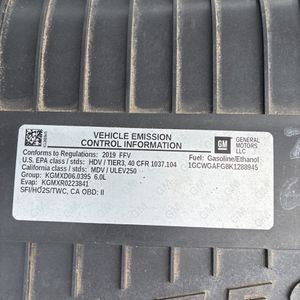 VEHICLE EMISSION
CONTROL INFORMATION
GM
GENERAL
MOTORS
LLC
Conforms to Regulations: 2019 FFV
U.S. EPA class / stds: HDV / TIER3, 40 CFR 1037.104
California class / stds: MDV / ULEV250
Group: KGMXD06.0395 6.0L
Evap: KGMXR0223841
SFI/HO2S/TWC, CA OBD: II
Fuel: Gasoline/Ethanol
1GCWGAFG8K1288945